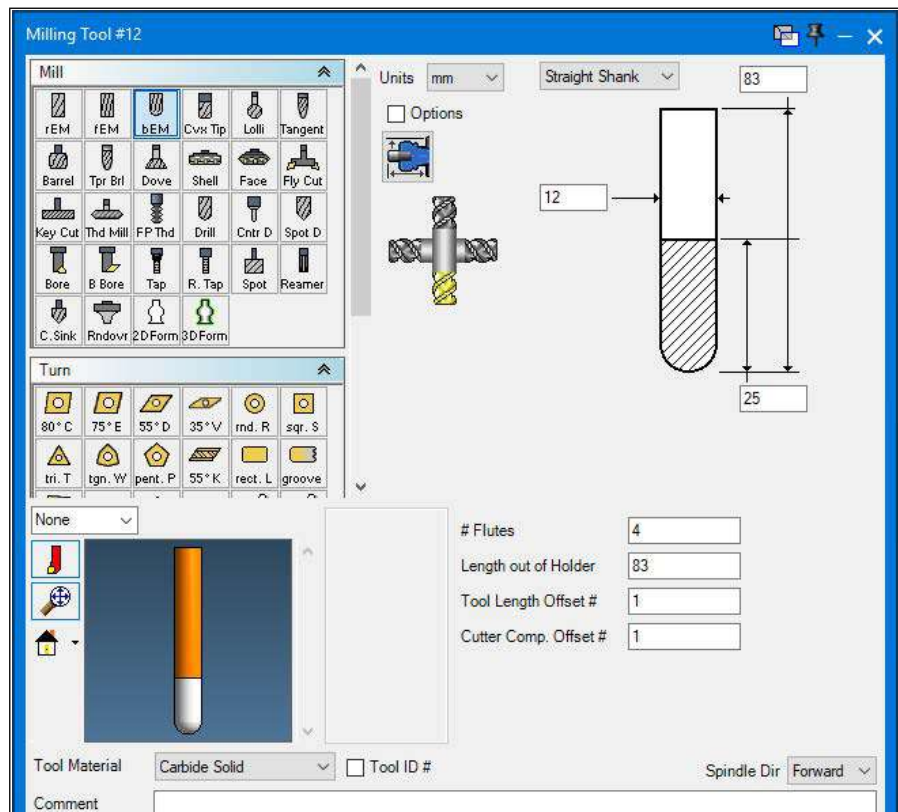 Milling Tool #12
Mill
rEM fEM bEM Cvx Tip Lolli Tangent
Barrel Tpr Brl Dove Shell Face Fly Cut
Key Cut Thd Mill FP Thd Drill Cntr D Spot D
Bore B Bore Tap R. Tap Spot Reamer
C.Sink Rndovr 2DForm 3DForm
Turn
80° C 75° E 55° D 35° V rnd. R sqr. S
tri. T tgn. W pent. P 55° K rect. L groove
Units mm Straight Shank 83
Options
12
25
None
# Flutes 4
Length out of Holder 83
Tool Length Offset # 1
Cutter Comp. Offset # 1
Tool Material Carbide Solid Tool ID # Spindle Dir Forward
Comment